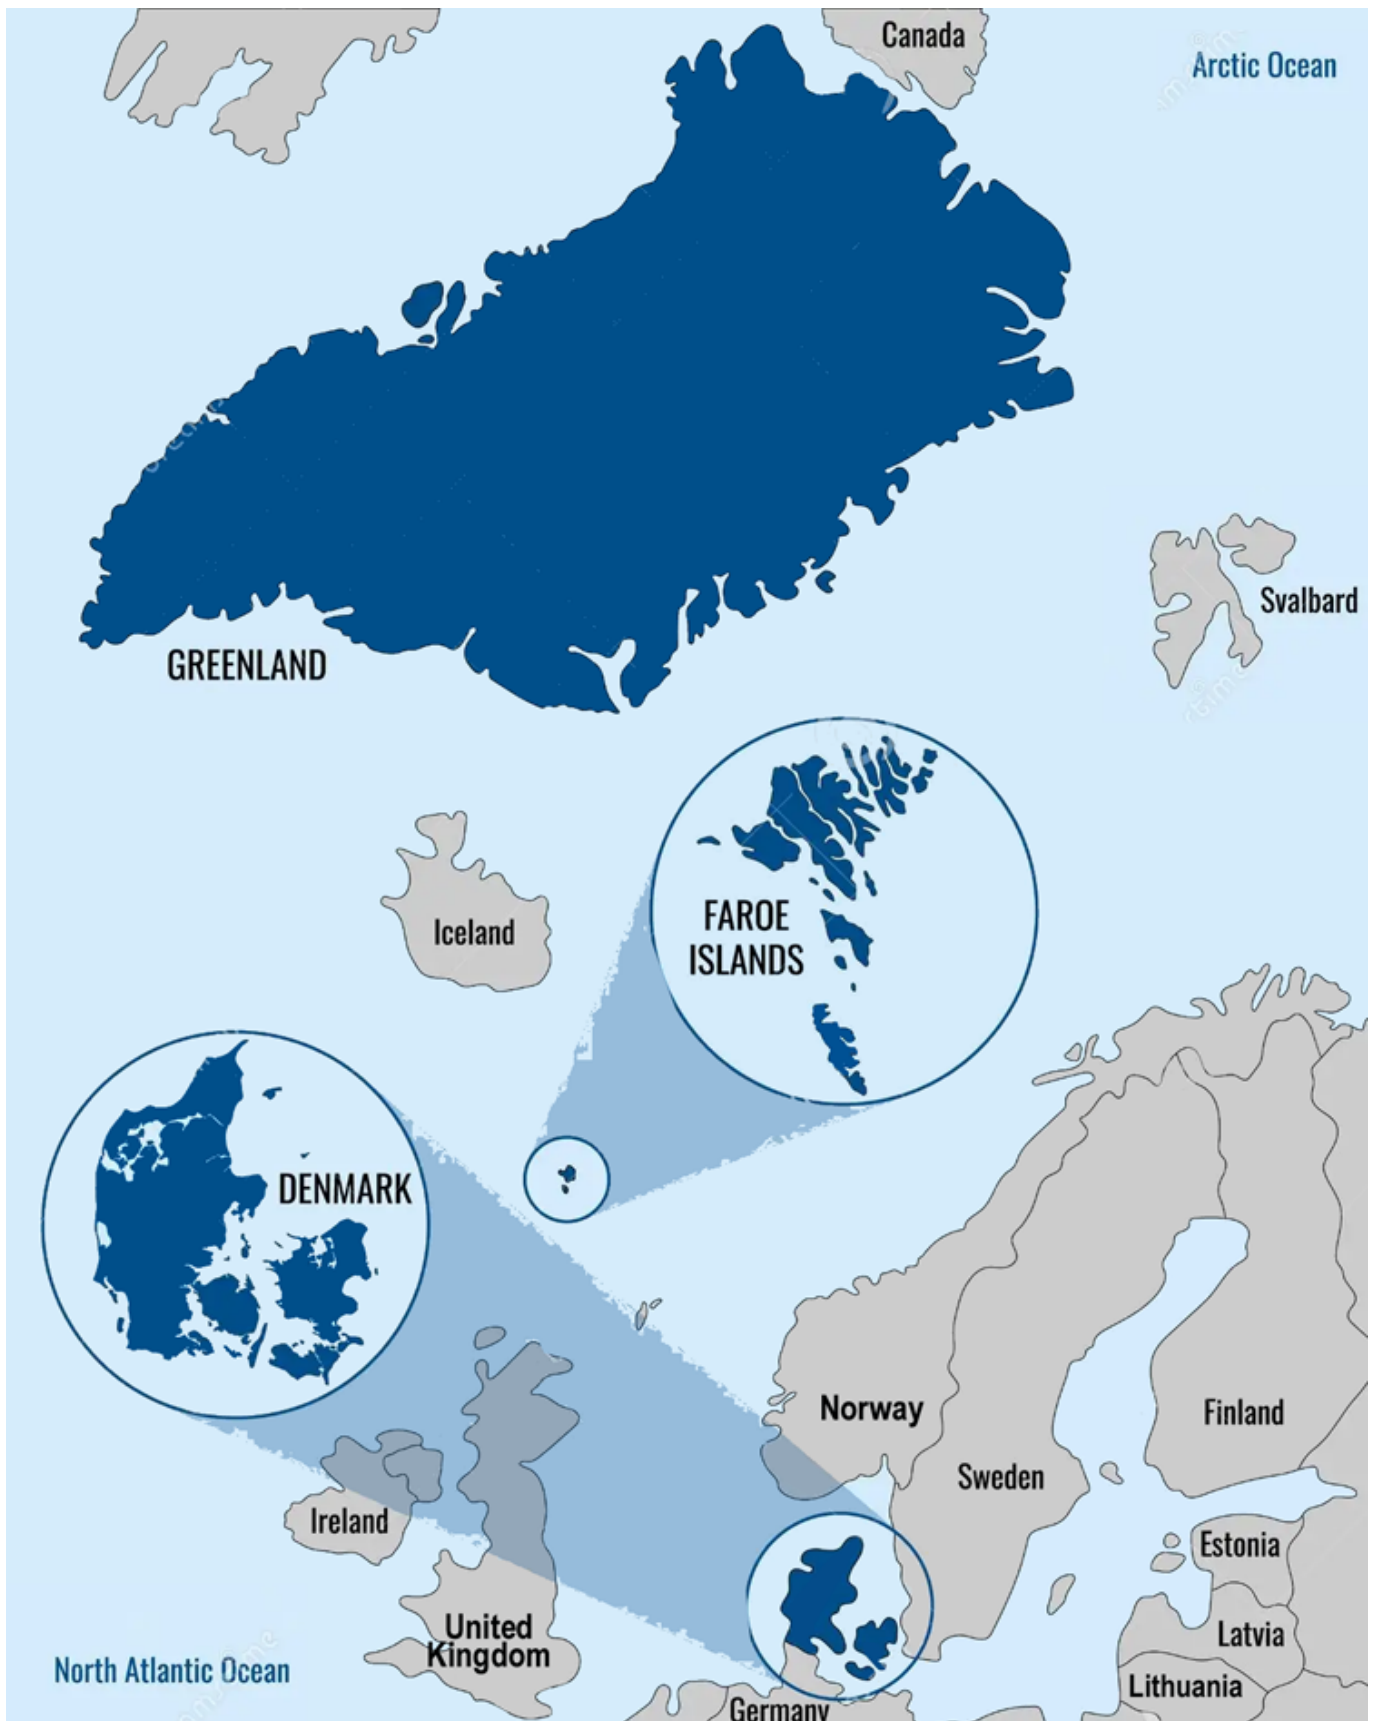 Canada
Arctic Ocean
Svalbard
GREENLAND
FAROE
ISLANDS
Iceland
DENMARK
Norway
Finland
Sweden
Ireland
Estonia
United
Kingdom
Latvia
North Atlantic Ocean
Lithuania
Germany